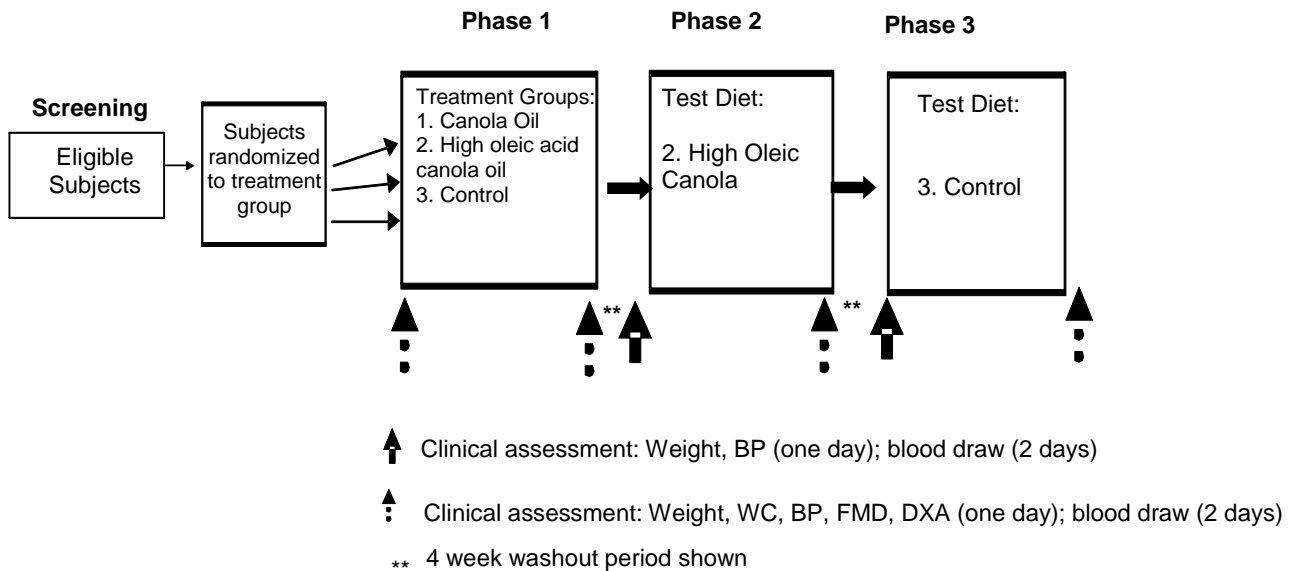 Phase 1
Phase 2
Phase 3
Screening
Eligible
Subjects
Subjects
randomized
to treatment
group
Treatment Groups:
1. Canola Oil
2. High oleic acid
canola oil
3. Control
Test Diet:
2. High Oleic
Canola
Test Diet:
3. Control
**
**
Clinical assessment: Weight, BP (one day); blood draw (2 days)
Clinical assessment: Weight, WC, BP, FMD, DXA (one day); blood draw (2 days)
** 4 week washout period shown